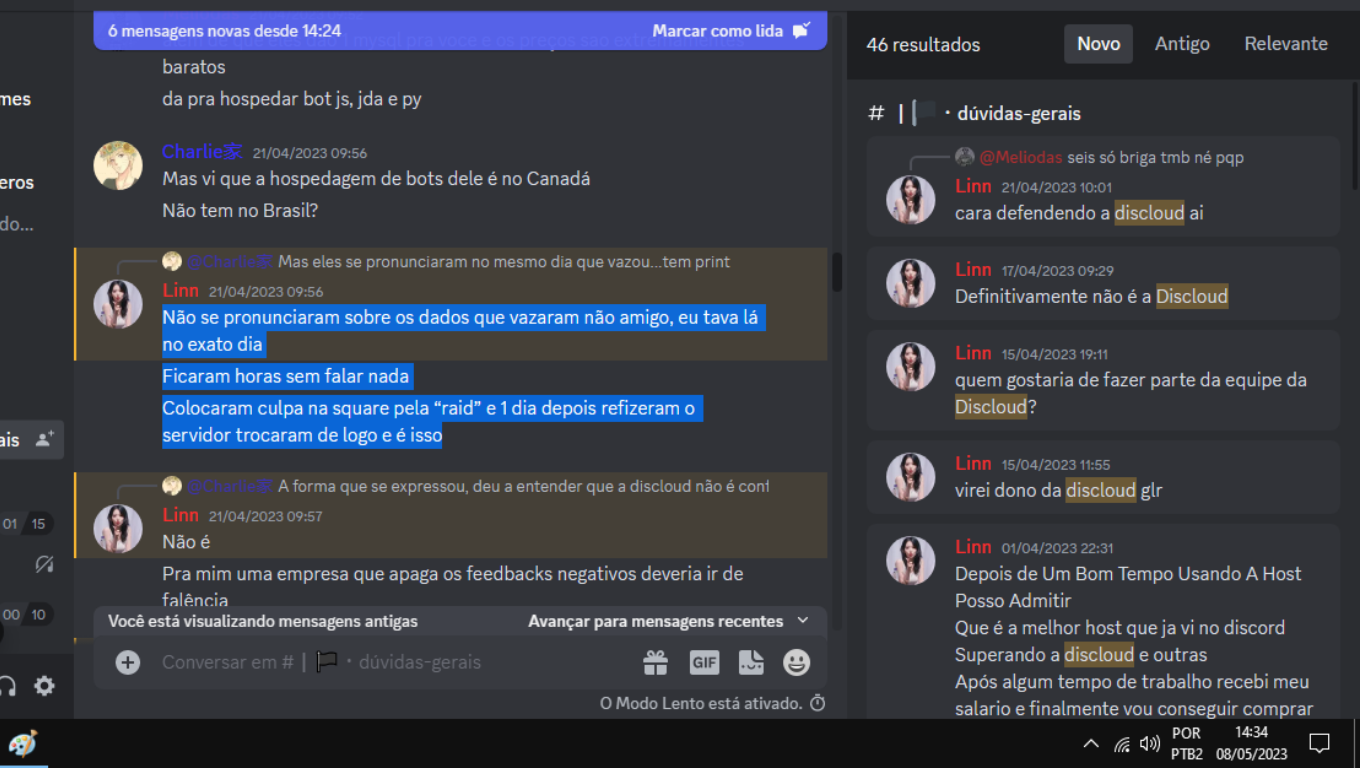 6 mensagens novas desde 14:24
Marcar como lida
baratos
da pra hospedar bot js, jda e py
Charlie家 21/04/2023 09:56
Mas vi que a hospedagem de bots dele é no Canadá
Não tem no Brasil?
@Charlie家 Mas eles se pronunciaram no mesmo dia que vazou...tem print
Linn 21/04/2023 09:56
Não se pronunciaram sobre os dados que vazaram não amigo, eu tava lá
no exato dia
Ficaram horas sem falar nada
Colocaram culpa na square pela “raid” e 1 dia depois refizeram o
servidor trocaram de logo e é isso
@Charlie家 A forma que se expressou, deu a entender que a discloud não é conf
Linn 21/04/2023 09:57
Não é
Pra mim uma empresa que apaga os feedbacks negativos deveria ir de
falência
Você está visualizando mensagens antigas
Avançar para mensagens recentes
Conversar em # | · dúvidas-gerais
GIF
O Modo Lento está ativado.
mes
eros
do...
ais
01 15
00 10
46 resultados
Novo
Antigo
Relevante
# | · dúvidas-gerais
@Meliodas seis só briga tmb né pqp
Linn 21/04/2023 10:01
cara defendendo a discloud ai
Linn 17/04/2023 09:29
Definitivamente não é a Discloud
Linn 15/04/2023 19:11
quem gostaria de fazer parte da equipe da
Discloud?
Linn 15/04/2023 11:55
virei dono da discloud glr
Linn 01/04/2023 22:31
Depois de Um Bom Tempo Usando A Host
Posso Admitir
Que é a melhor host que ja vi no discord
Superando a discloud e outras
Após algum tempo de trabalho recebi meu
salario e finalmente vou conseguir comprar
POR
PTB2
14:34
08/05/2023